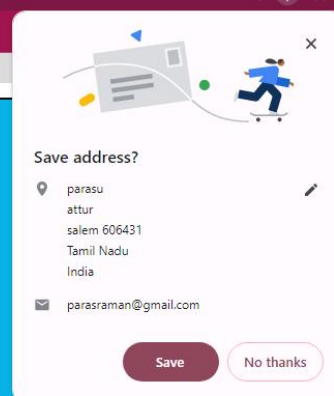 Save address?
parasu
attur
salem 606431
Tamil Nadu
India
parasraman@gmail.com
Save
No thanks